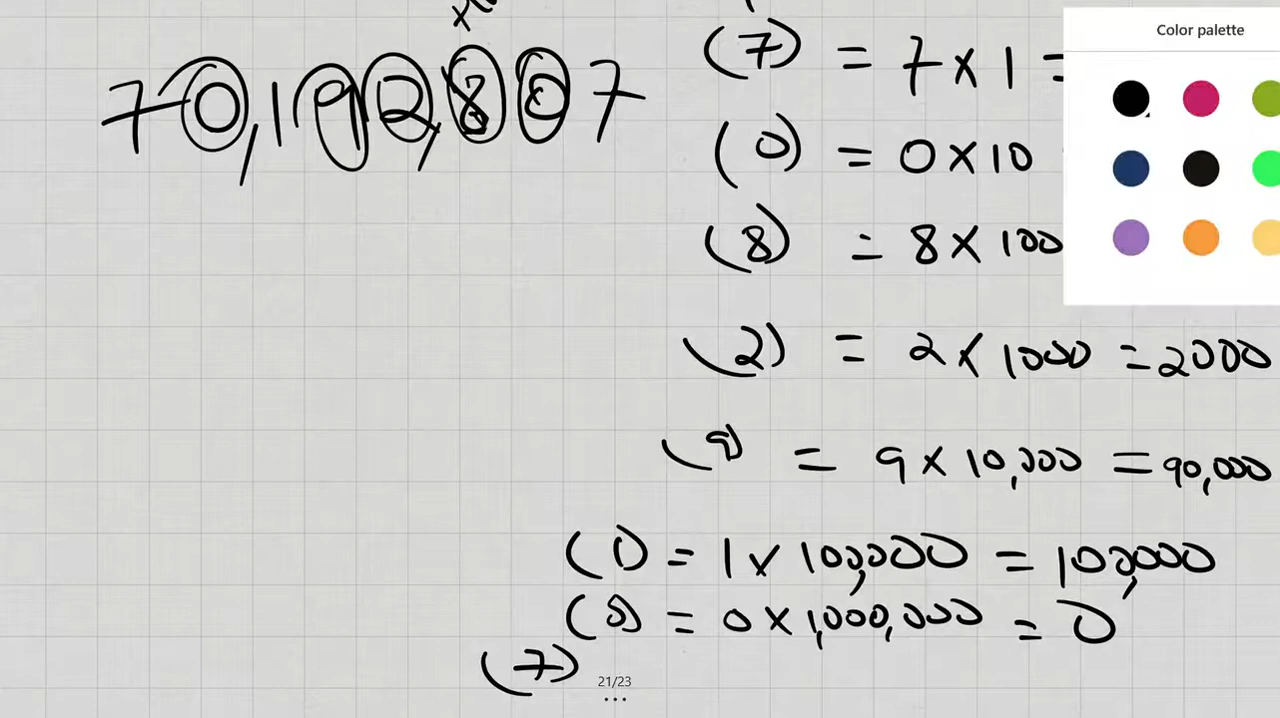 70,192,807
(7) = 7 x 1 =
(0) = 0 x 10
(8) = 8 x 100
(2) = 2 x 1000 = 2000
(9) = 9 x 10,000 = 90,000
(1) = 1 x 100,000 = 100,000
(0) = 0 x 1,000,000 = 0
(7)
21/23
Color palette